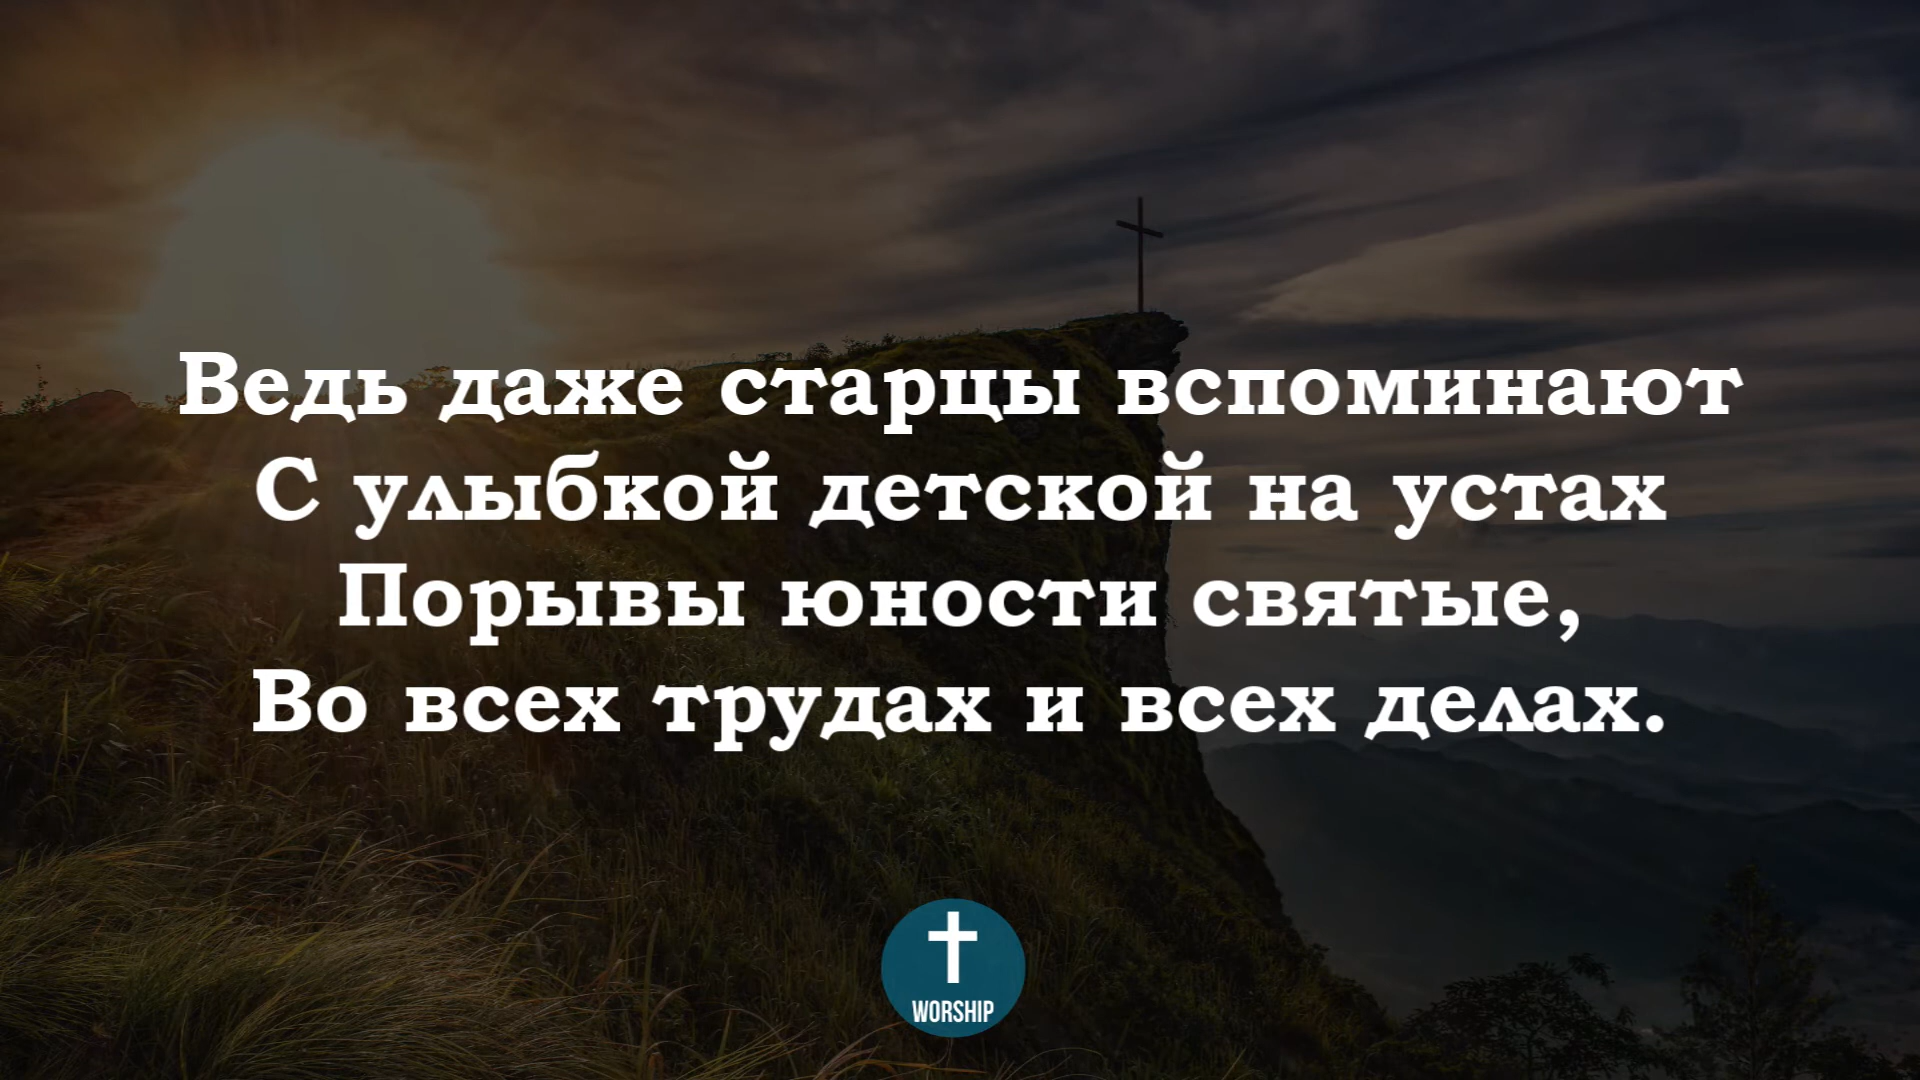 Ведь даже старцы вспоминают
С улыбкой детской на устах
Порывы юности святые,
Во всех трудах и всех делах.
WORSHIP